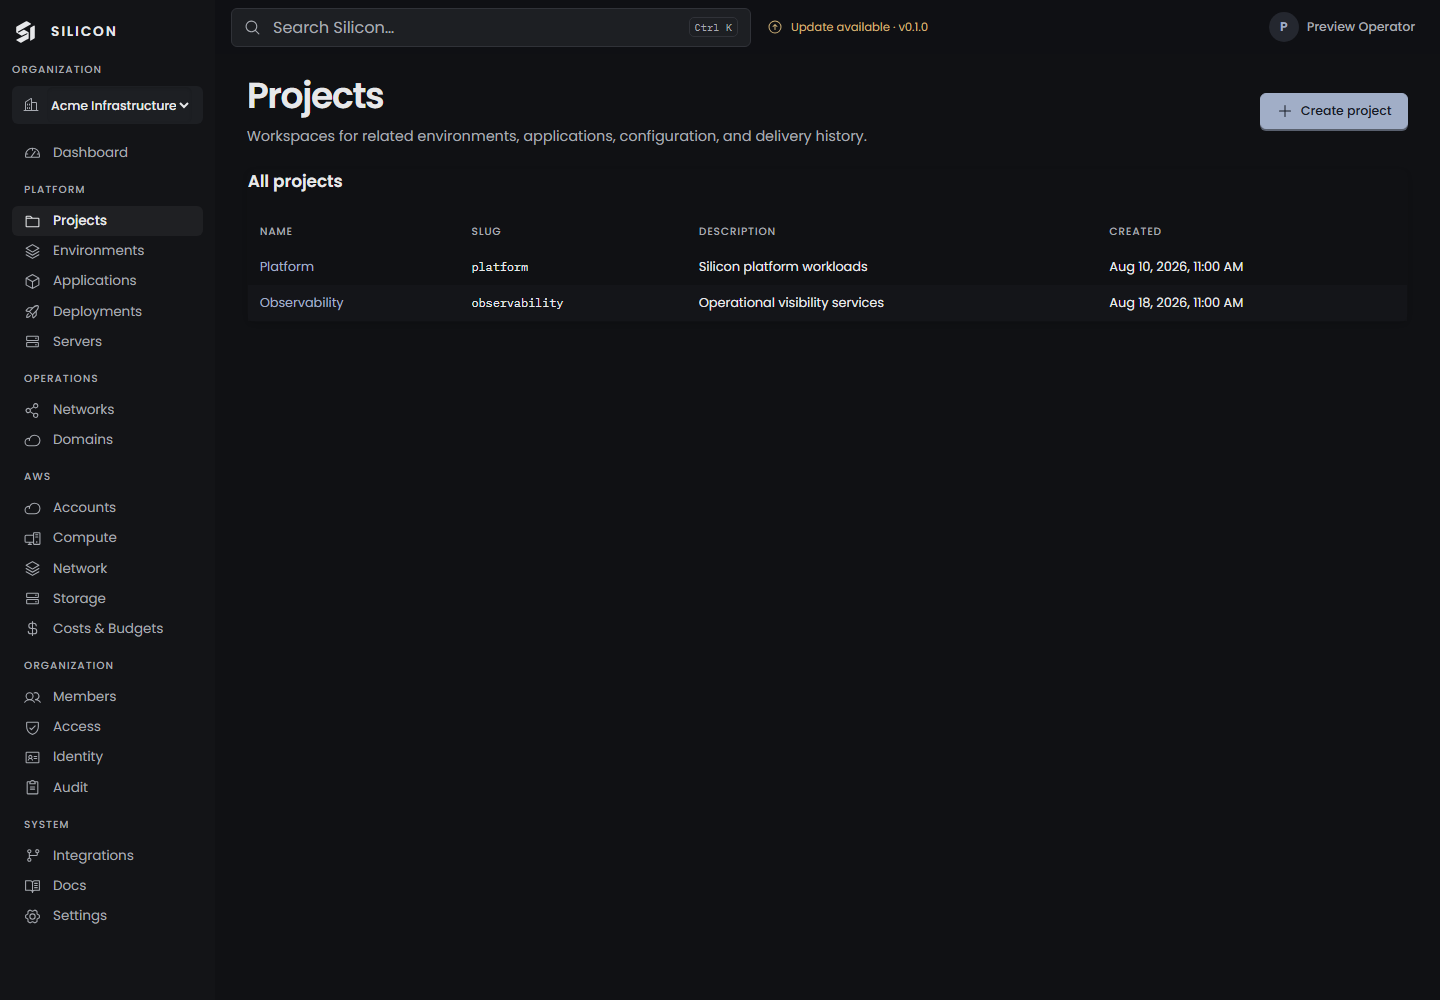 SILICON
ORGANIZATION
Acme Infrastructure
Dashboard
PLATFORM
Projects
Environments
Applications
Deployments
Servers
OPERATIONS
Networks
Domains
AWS
Accounts
Compute
Network
Storage
Costs & Budgets
ORGANIZATION
Members
Access
Identity
Audit
SYSTEM
Integrations
Docs
Settings
Search Silicon... Ctrl K
Update available · v0.1.0
P Preview Operator
Projects
Workspaces for related environments, applications, configuration, and delivery history.
Create project
All projects
NAME SLUG DESCRIPTION CREATED
Platform platform Silicon platform workloads Aug 10, 2026, 11:00 AM
Observability observability Operational visibility services Aug 18, 2026, 11:00 AM